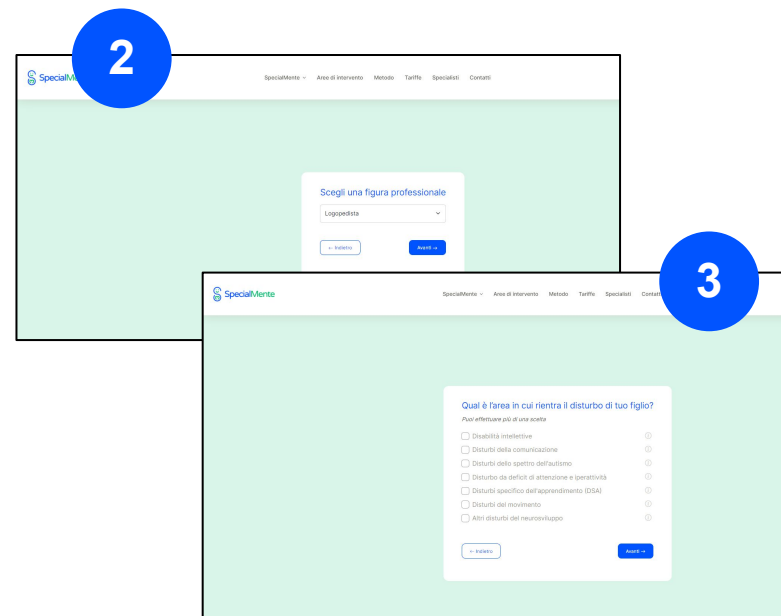 2
SpecialM
SpecialMente Aree di intervento Metodo Tariffe Specialisti Contatti
Scegli una figura professionale
Logopedista
← Indietro
Avanti →
3
SpecialMente
SpecialMente Aree di intervento Metodo Tariffe Specialisti Contatti
Qual è l'area in cui rientra il disturbo di tuo figlio?
Puoi effettuare più di una scelta
Disabilità intellettive
Disturbi della comunicazione
Disturbi dello spettro dell'autismo
Disturbo da deficit di attenzione e iperattività
Disturbi specifico dell'apprendimento (DSA)
Disturbi del movimento
Altri disturbi del neurosviluppo
← Indietro
Avanti →